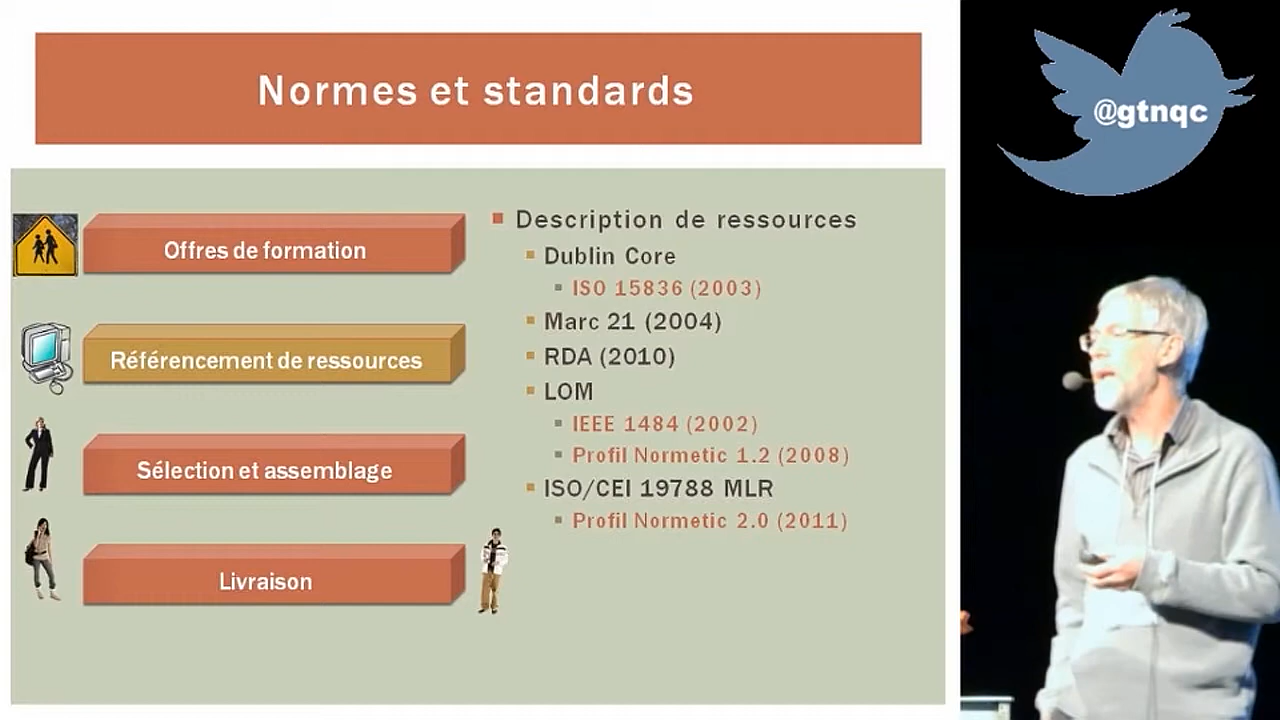 Normes et standards
@gtnqc
Offres de formation
Référencement de ressources
Sélection et assemblage
Livraison
Description de ressources
Dublin Core
ISO 15836 (2003)
Marc 21 (2004)
RDA (2010)
LOM
IEEE 1484 (2002)
Profil Normetic 1.2 (2008)
ISO/CEI 19788 MLR
Profil Normetic 2.0 (2011)